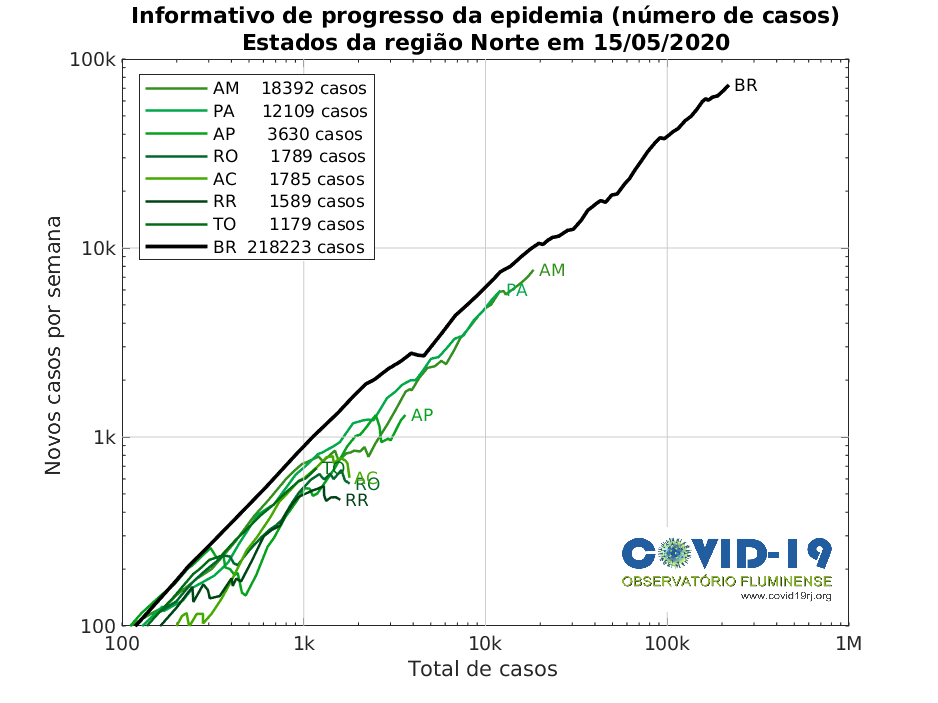 Informativo de progresso da epidemia (número de casos)
Estados da região Norte em 15/05/2020
100k
10k
1k
100
Novos casos por semana
AM 18392 casos
PA 12109 casos
AP 3630 casos
RO 1789 casos
AC 1785 casos
RR 1589 casos
TO 1179 casos
BR 218223 casos
BR
AM
PA
AP
TO
AC
RO
RR
COVID-19
OBSERVATÓRIO FLUMINENSE
www.covid19rj.org
100
1k
10k
100k
1M
Total de casos